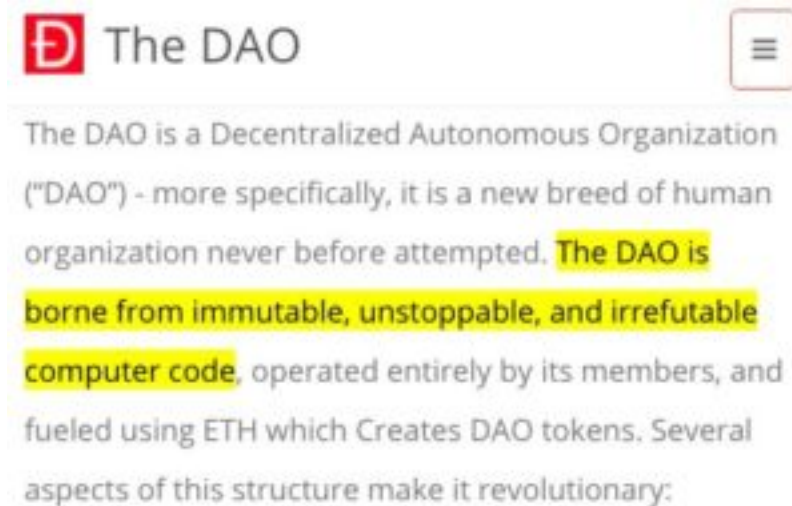 Ð The DAO
The DAO is a Decentralized Autonomous Organization
(“DAO”) - more specifically, it is a new breed of human
organization never before attempted. The DAO is
borne from immutable, unstoppable, and irrefutable
computer code, operated entirely by its members, and
fueled using ETH which Creates DAO tokens. Several
aspects of this structure make it revolutionary: